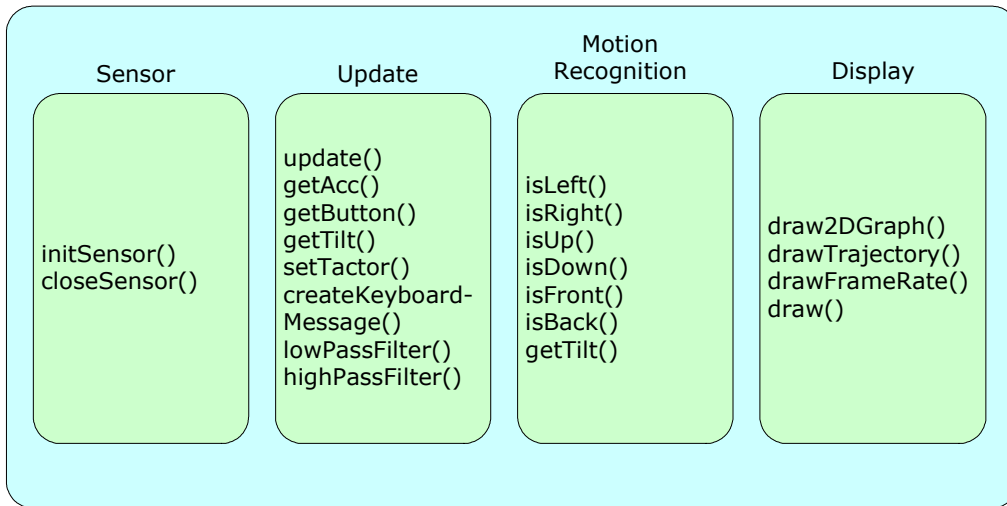 Sensor
initSensor()
closeSensor()
Update
update()
getAcc()
getButton()
getTilt()
setTactor()
createKeyboard-
Message()
lowPassFilter()
highPassFilter()
Motion
Recognition
isLeft()
isRight()
isUp()
isDown()
isFront()
isBack()
getTilt()
Display
draw2DGraph()
drawTrajectory()
drawFrameRate()
draw()